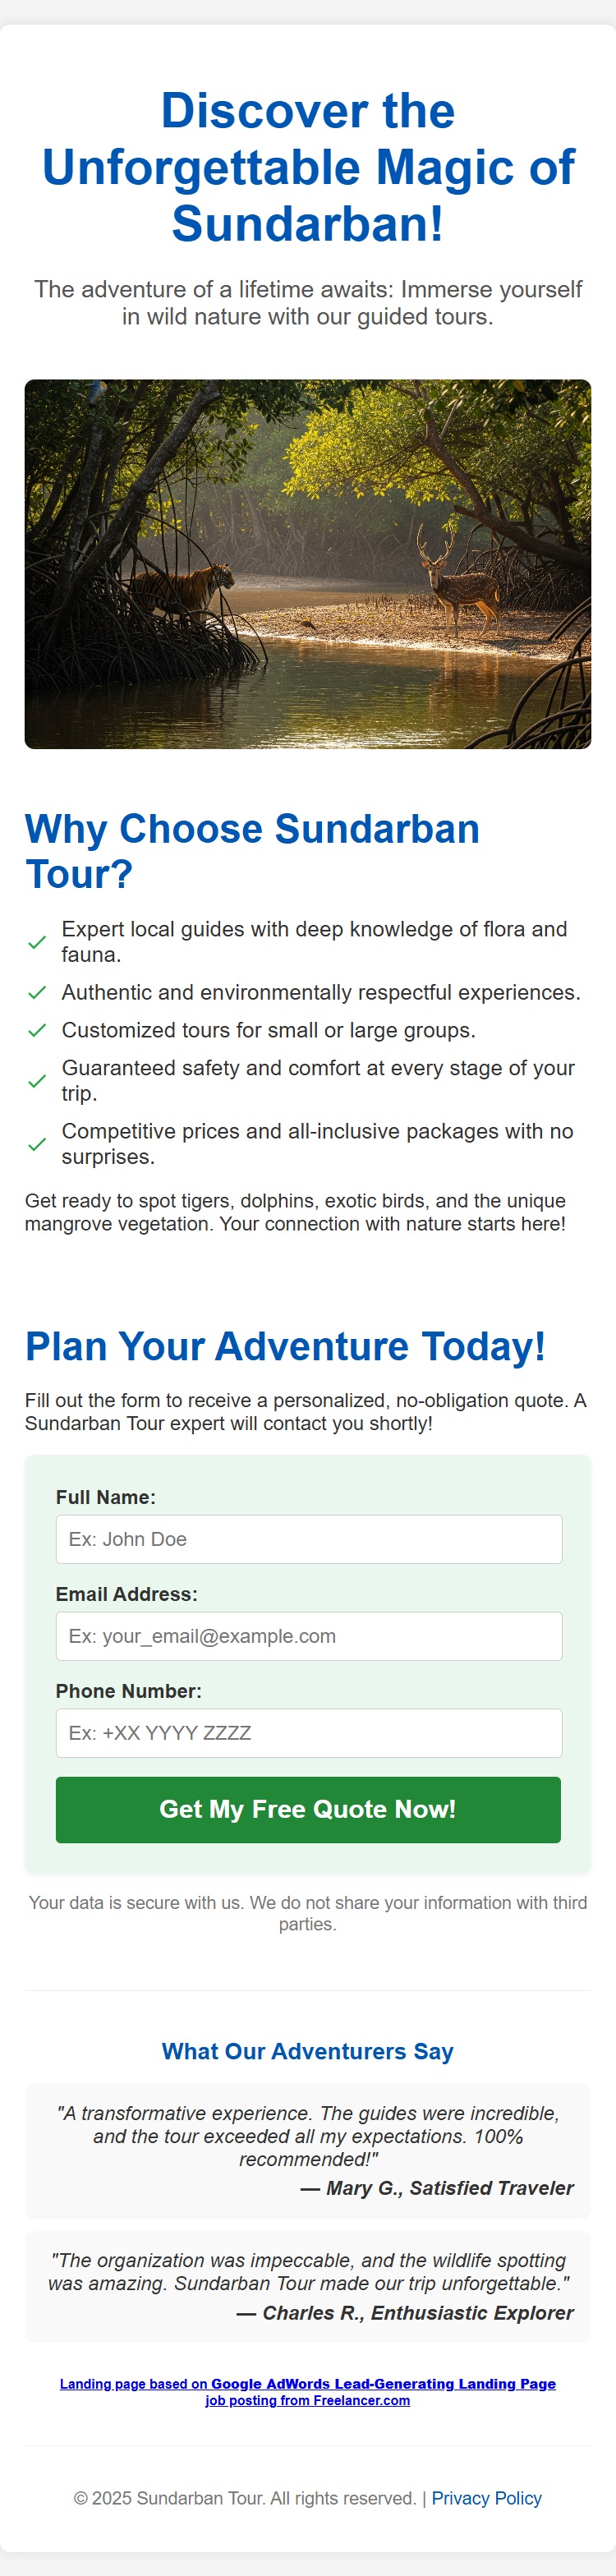 Discover the
Unforgettable Magic of
Sundarban!
The adventure of a lifetime awaits: Immerse yourself
in wild nature with our guided tours.
Why Choose Sundarban
Tour?
Expert local guides with deep knowledge of flora and
fauna.
Authentic and environmentally respectful experiences.
Customized tours for small or large groups.
Guaranteed safety and comfort at every stage of your
trip.
Competitive prices and all-inclusive packages with no
surprises.
Get ready to spot tigers, dolphins, exotic birds, and the unique
mangrove vegetation. Your connection with nature starts here!
Plan Your Adventure Today!
Fill out the form to receive a personalized, no-obligation quote. A
Sundarban Tour expert will contact you shortly!
Full Name:
Ex: John Doe
Email Address:
Ex: your_email@example.com
Phone Number:
Ex: +XX YYYY ZZZZ
Get My Free Quote Now!
Your data is secure with us. We do not share your information with third
parties.
What Our Adventurers Say
"A transformative experience. The guides were incredible,
and the tour exceeded all my expectations. 100%
recommended!"
— Mary G., Satisfied Traveler
"The organization was impeccable, and the wildlife spotting
was amazing. Sundarban Tour made our trip unforgettable."
— Charles R., Enthusiastic Explorer
Landing page based on Google AdWords Lead-Generating Landing Page
job posting from Freelancer.com
© 2025 Sundarban Tour. All rights reserved. | Privacy Policy